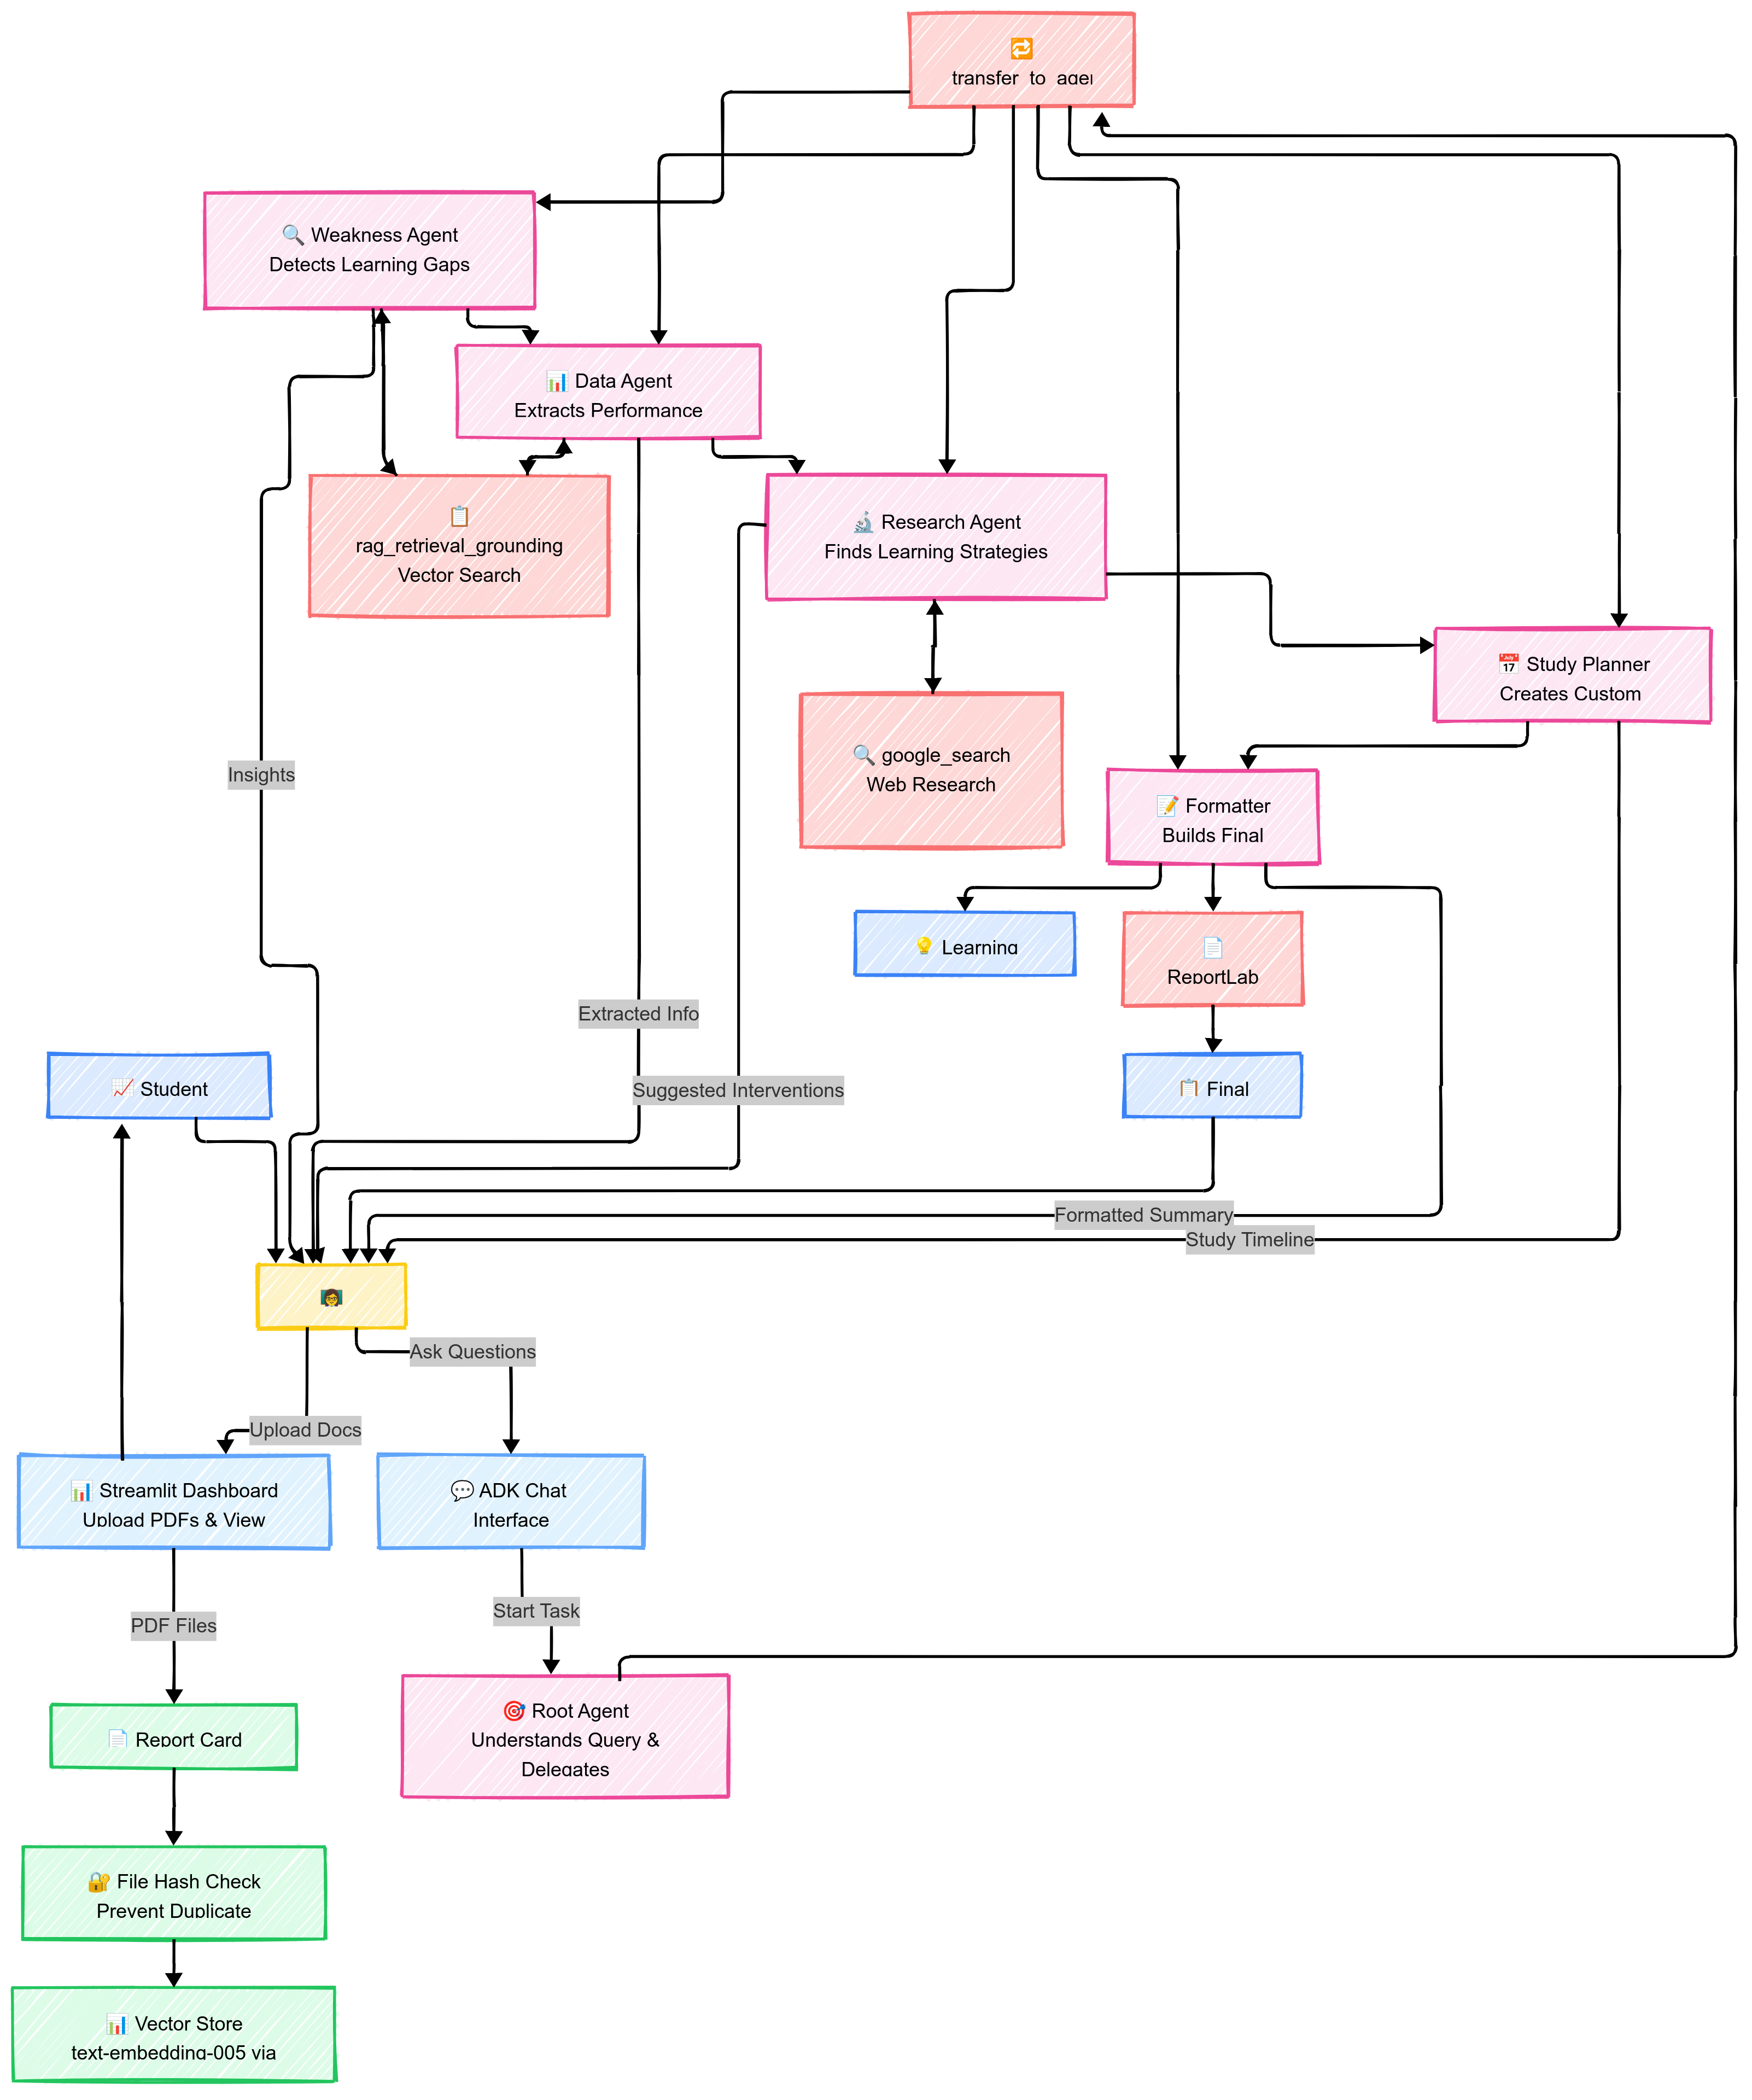 transfer_to_agei
🔍 Weakness Agent
Detects Learning Gaps
📊 Data Agent
Extracts Performance
rag_retrieval_grounding
Vector Search
🔬 Research Agent
Finds Learning Strategies
📅 Study Planner
Creates Custom
🔍 google_search
Web Research
Insights
📝 Formatter
Builds Final
💡 Learning
ReportLab
Extracted Info
Suggested Interventions
📈 Student
📋 Final
Formatted Summary
Study Timeline
Ask Questions
Upload Docs
📊 Streamlit Dashboard
Upload PDFs & View
💬 ADK Chat
Interface
Start Task
PDF Files
🎯 Root Agent
Understands Query &
Delegates
📄 Report Card
🔐 File Hash Check
Prevent Duplicate
📊 Vector Store
text-embedding-005 via